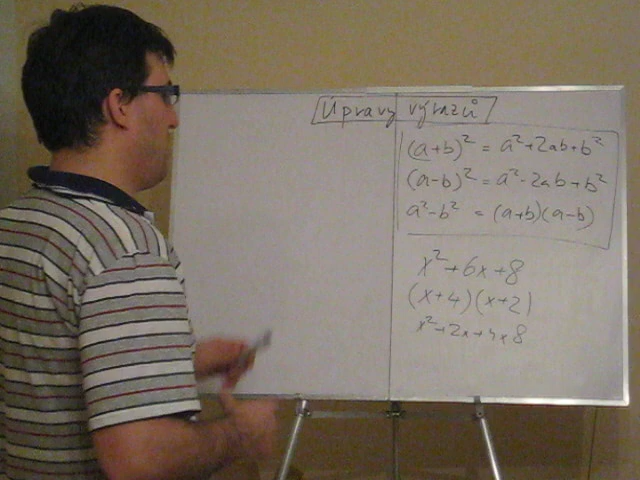 Úpravy výrazů
(a+b)² = a²+2ab+b²
(a-b)² = a²-2ab+b²
a²-b² = (a+b)(a-b)
x²+6x+8
(x+4)(x+2)
x²+2x+4x 8